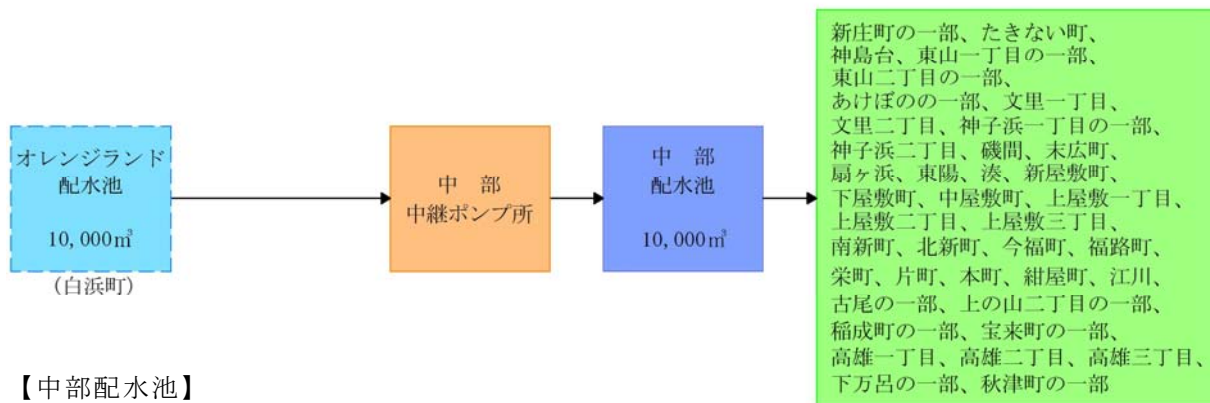 オレンジランド
配水池
10,000㎥
(白浜町)
中 部
中継ポンプ所
中 部
配水池
10,000㎥
新庄町の一部、たきない町、
神島台、東山一丁目の一部、
東山二丁目の一部、
あけぼのの一部、文里一丁目、
文里二丁目、神子浜一丁目の一部、
神子浜二丁目、磯間、末広町、
扇ヶ浜、東陽、湊、新屋敷町、
下屋敷町、中屋敷町、上屋敷一丁目、
上屋敷二丁目、上屋敷三丁目、
南新町、北新町、今福町、福路町、
栄町、片町、本町、紺屋町、江川、
古尾の一部、上の山二丁目の一部、
稲成町の一部、宝来町の一部、
高雄一丁目、高雄二丁目、高雄三丁目、
下万呂の一部、秋津町の一部
【中部配水池】